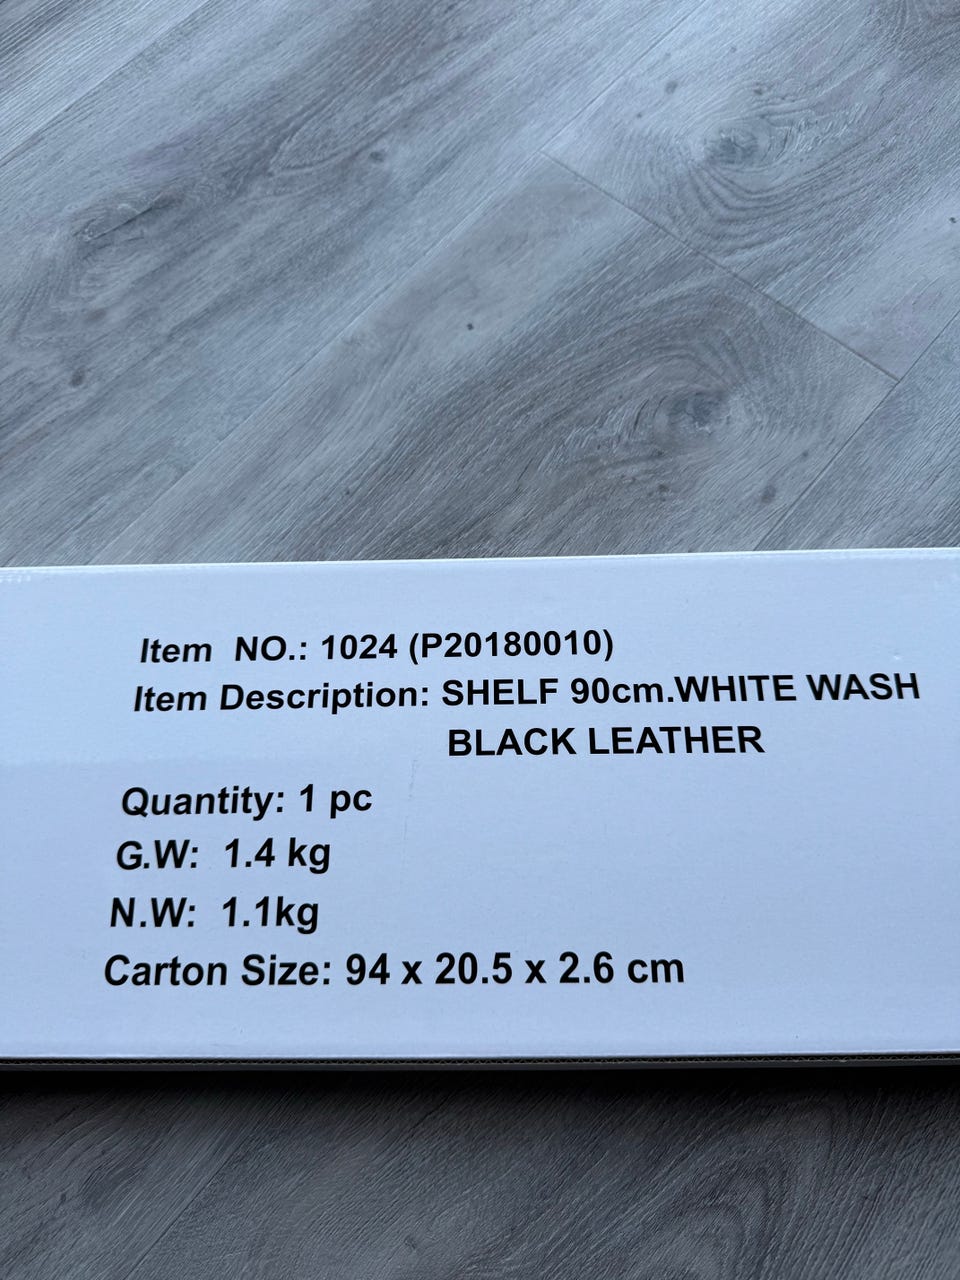 Item NO.: 1024 (P20180010)
Item Description: SHELF 90cm.WHITE WASH
BLACK LEATHER
Quantity: 1 pc
G.W: 1.4 kg
N.W: 1.1kg
Carton Size: 94 x 20.5 x 2.6 cm